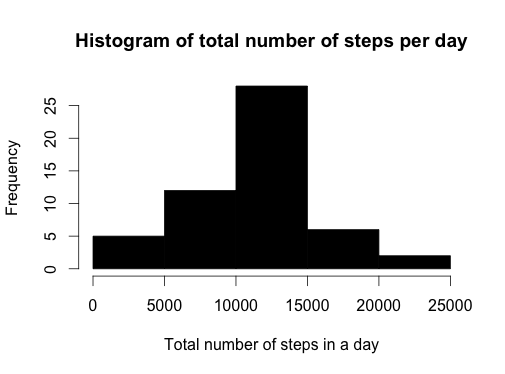 Histogram of total number of steps per day
Frequency
25
20
15
10
5
0
0 5000 10000 15000 20000 25000
Total number of steps in a day